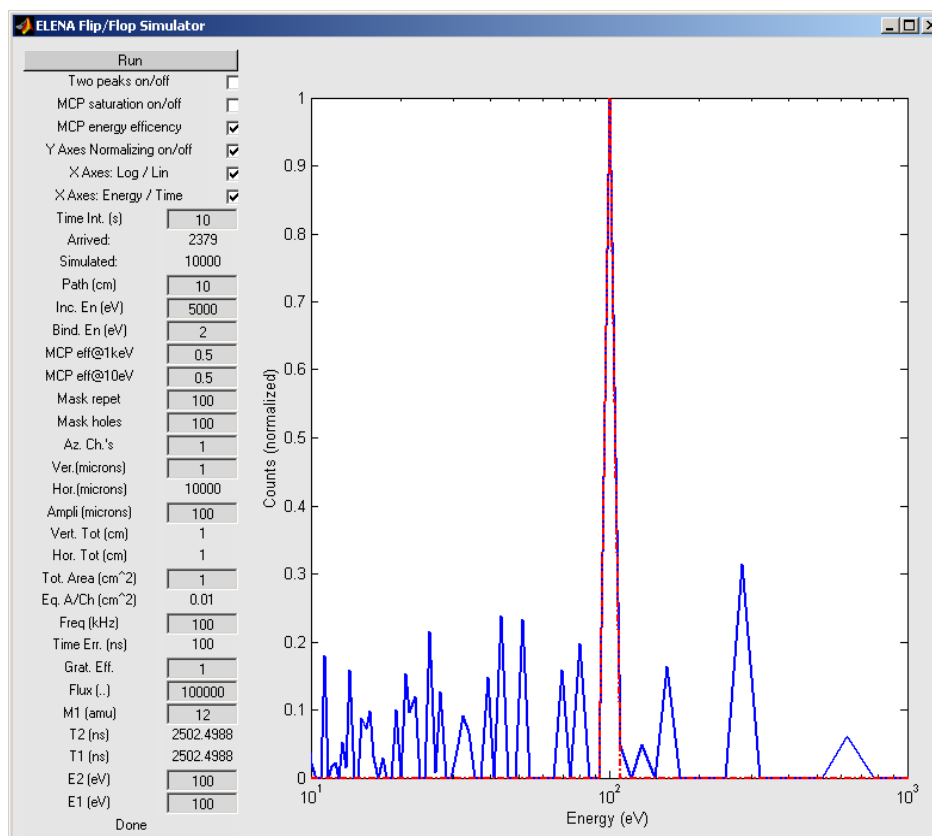 ELENA Flip/Flop Simulator
Run
Two peaks on/off
MCP saturation on/off
MCP energy efficency
Y Axes Normalizing on/off
X Axes: Log / Lin
X Axes: Energy / Time
Time Int. (s) 10
Arrived: 2379
Simulated: 10000
Path (cm) 10
Inc. En (eV) 5000
Bind. En (eV) 2
MCP eff@1keV 0.5
MCP eff@10eV 0.5
Mask repet 100
Mask holes 100
Az. Ch.'s 1
Ver.(microns) 1
Hor.(microns) 10000
Ampli (microns) 100
Vert. Tot (cm) 1
Hor. Tot (cm) 1
Tot. Area (cm^2) 1
Eq. A/Ch (cm^2) 0.01
Freq (kHz) 100
Time Err. (ns) 100
Grat. Eff. 1
Flux (..) 100000
M1 (amu) 12
T2 (ns) 2502.4988
T1 (ns) 2502.4988
E2 (eV) 100
E1 (eV) 100
Done
Counts (normalized)
1
0.9
0.8
0.7
0.6
0.5
0.4
0.3
0.2
0.1
0
10^1 10^2 10^3
Energy (eV)